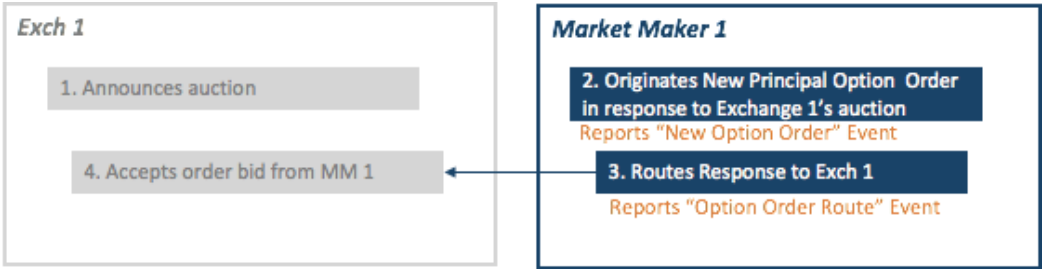 Exch 1
1. Announces auction
4. Accepts order bid from MM 1
Market Maker 1
2. Originates New Principal Option Order
in response to Exchange 1's auction
Reports “New Option Order” Event
3. Routes Response to Exch 1
Reports “Option Order Route” Event